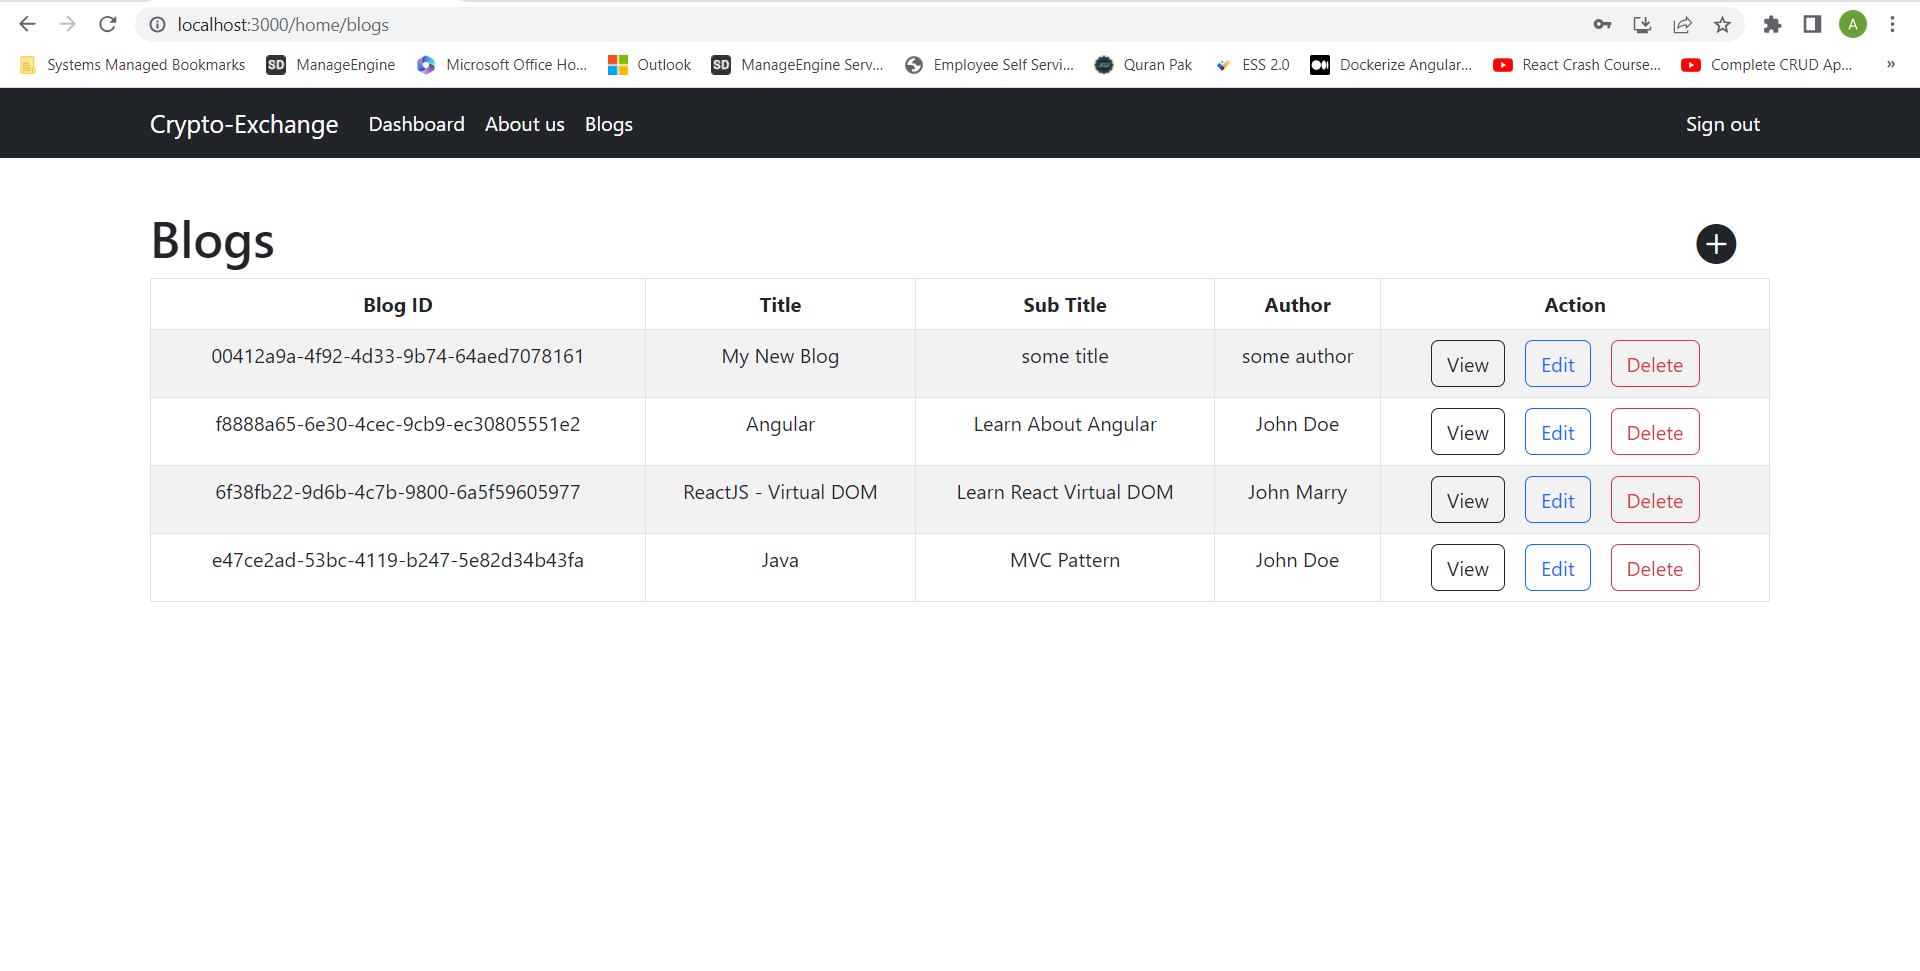 localhost:3000/home/blogs A
Systems Managed Bookmarks SD ManageEngine Microsoft Office Ho... Outlook SD ManageEngine Serv... Employee Self Servi... Quran Pak ESS 2.0 Dockerize Angular... React Crash Course... Complete CRUD Ap... »
Crypto-Exchange Dashboard About us Blogs Sign out
Blogs
Blog ID Title Sub Title Author Action
00412a9a-4f92-4d33-9b74-64aed7078161 My New Blog some title some author View Edit Delete
f8888a65-6e30-4cec-9cb9-ec30805551e2 Angular Learn About Angular John Doe View Edit Delete
6f38fb22-9d6b-4c7b-9800-6a5f59605977 ReactJS - Virtual DOM Learn React Virtual DOM John Marry View Edit Delete
e47ce2ad-53bc-4119-b247-5e82d34b43fa Java MVC Pattern John Doe View Edit Delete